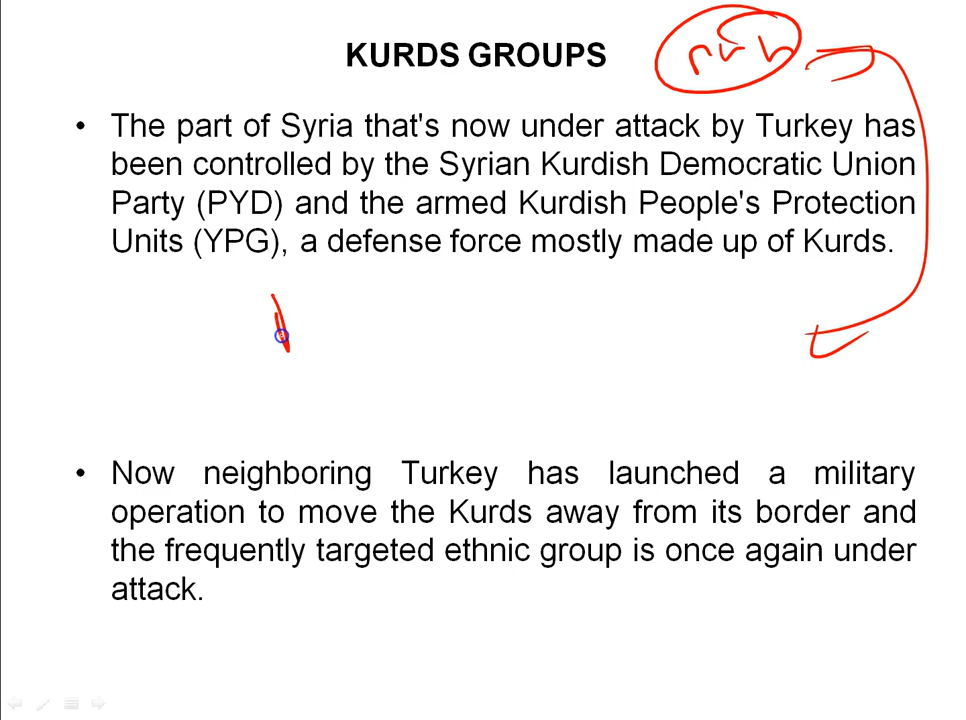 KURDS GROUPS
• The part of Syria that's now under attack by Turkey has
been controlled by the Syrian Kurdish Democratic Union
Party (PYD) and the armed Kurdish People's Protection
Units (YPG), a defense force mostly made up of Kurds.
• Now neighboring Turkey has launched a military
operation to move the Kurds away from its border and
the frequently targeted ethnic group is once again under
attack.